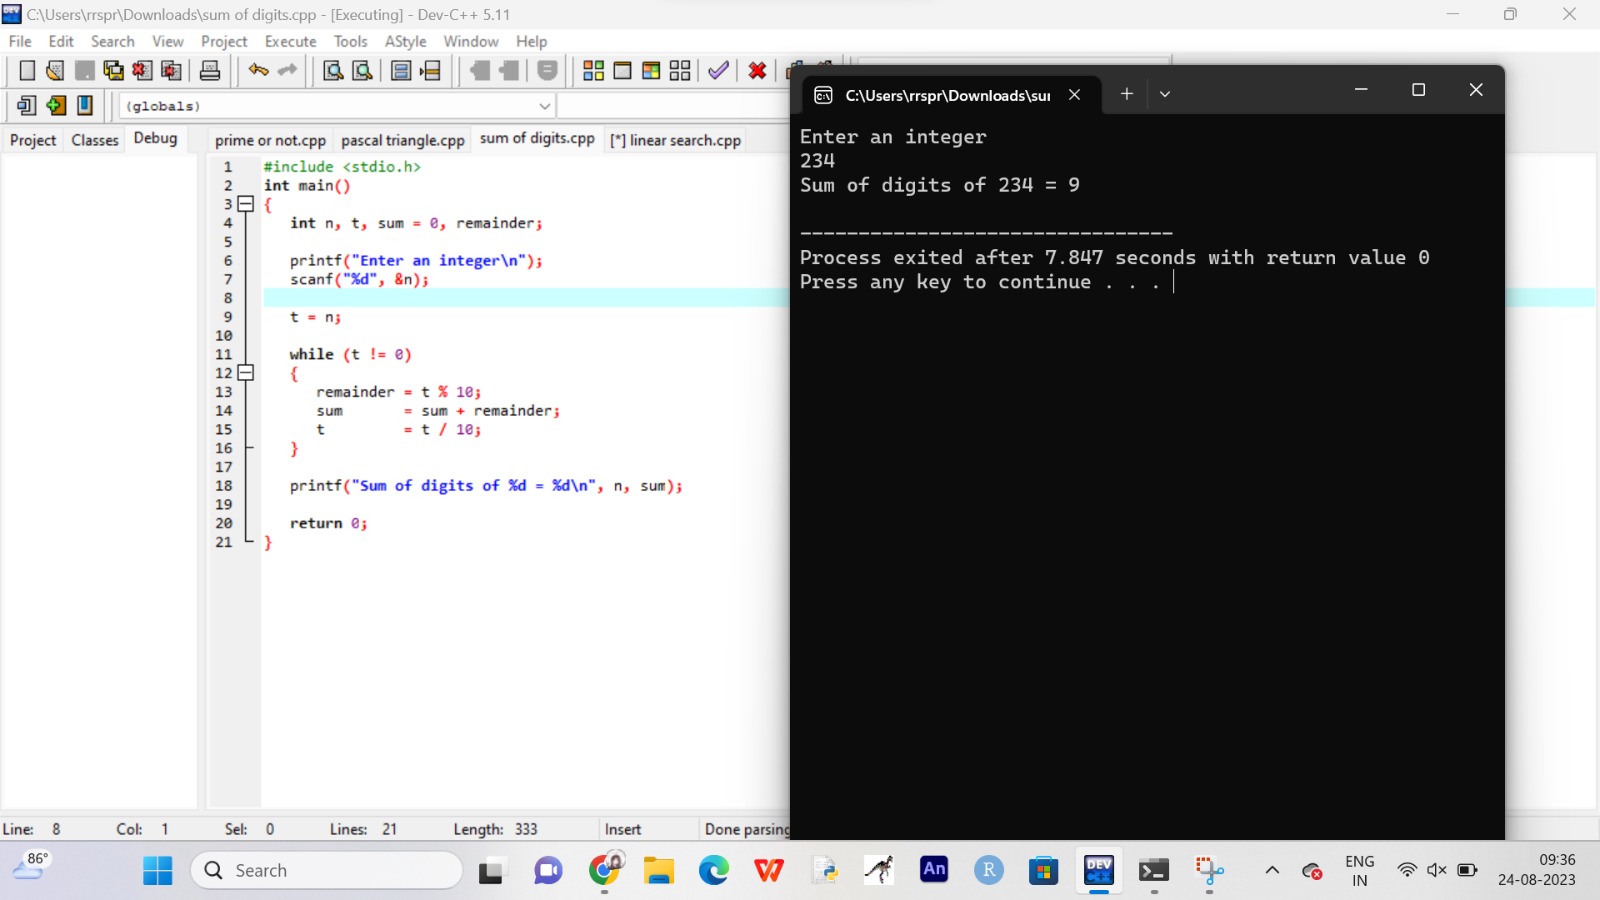 C:\Users\rrspr\Downloads\sum of digits.cpp - [Executing] - Dev-C++ 5.11
File Edit Search View Project Execute Tools AStyle Window Help
(globals)
Project Classes Debug
prime or not.cpp pascal triangle.cpp sum of digits.cpp [*] linear search.cpp
1 #include <stdio.h>
2 int main()
3 {
4 int n, t, sum = 0, remainder;
5
6 printf("Enter an integer\n");
7 scanf("%d", &n);
8
9 t = n;
10
11 while (t != 0)
12 {
13 remainder = t % 10;
14 sum = sum + remainder;
15 t = t / 10;
16 }
17
18 printf("Sum of digits of %d = %d\n", n, sum);
19
20 return 0;
21 }
C:\Users\rrspr\Downloads\sur
Enter an integer
234
Sum of digits of 234 = 9
--------------------------------
Process exited after 7.847 seconds with return value 0
Press any key to continue . . .
Line: 8 Col: 1 Sel: 0 Lines: 21 Length: 333 Insert Done parsing
86°
Search
An
R
DEV C++
ENG
IN
09:36
24-08-2023